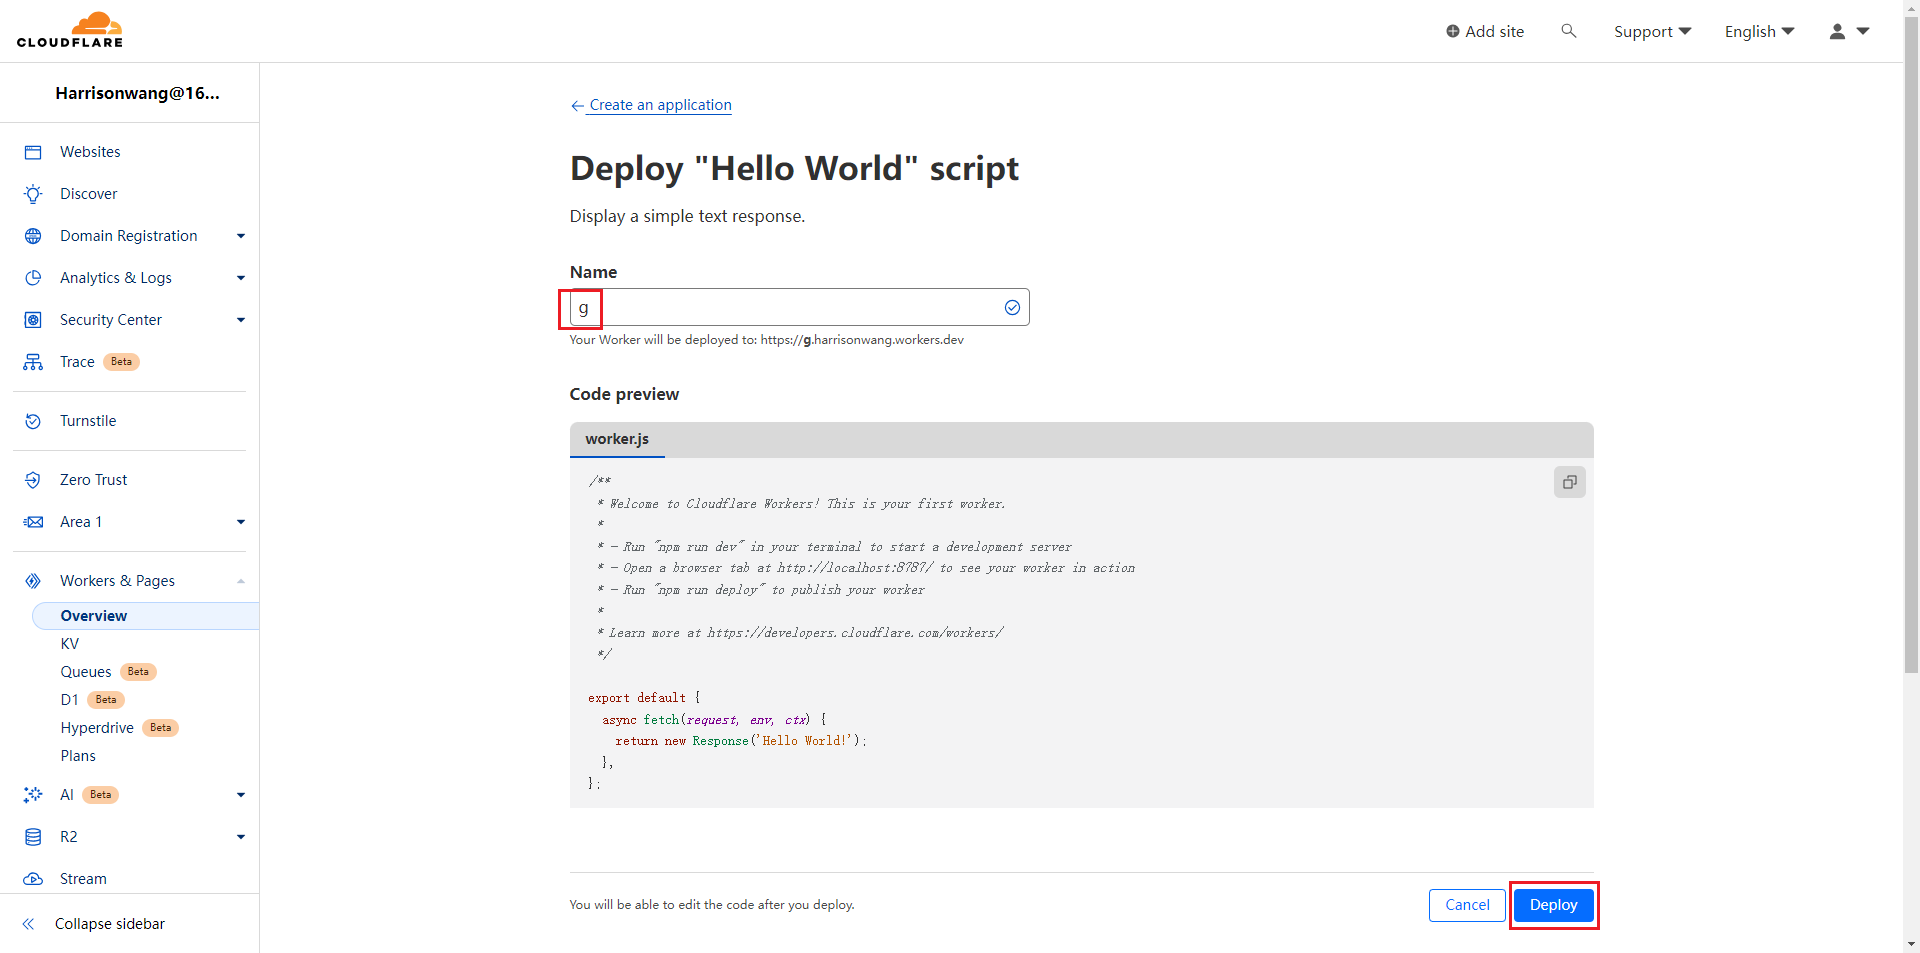 CLOUDFLARE
Add site
Support
English
Harrisonwang@16...
Websites
Discover
Domain Registration
Analytics & Logs
Security Center
Trace Beta
Turnstile
Zero Trust
Area 1
Workers & Pages
Overview
KV
Queues Beta
D1 Beta
Hyperdrive Beta
Plans
AI Beta
R2
Stream
Collapse sidebar
← Create an application
Deploy "Hello World" script
Display a simple text response.
Name
g
Your Worker will be deployed to: https://g.harrisonwang.workers.dev
Code preview
worker.js
/**
 * Welcome to Cloudflare Workers! This is your first worker.
 *
 * - Run "npm run dev" in your terminal to start a development server
 * - Open a browser tab at http://localhost:8787/ to see your worker in action
 * - Run "npm run deploy" to publish your worker
 *
 * Learn more at https://developers.cloudflare.com/workers/
 */
export default {
  async fetch(request, env, ctx) {
    return new Response('Hello World!');
  },
};
You will be able to edit the code after you deploy.
Cancel
Deploy